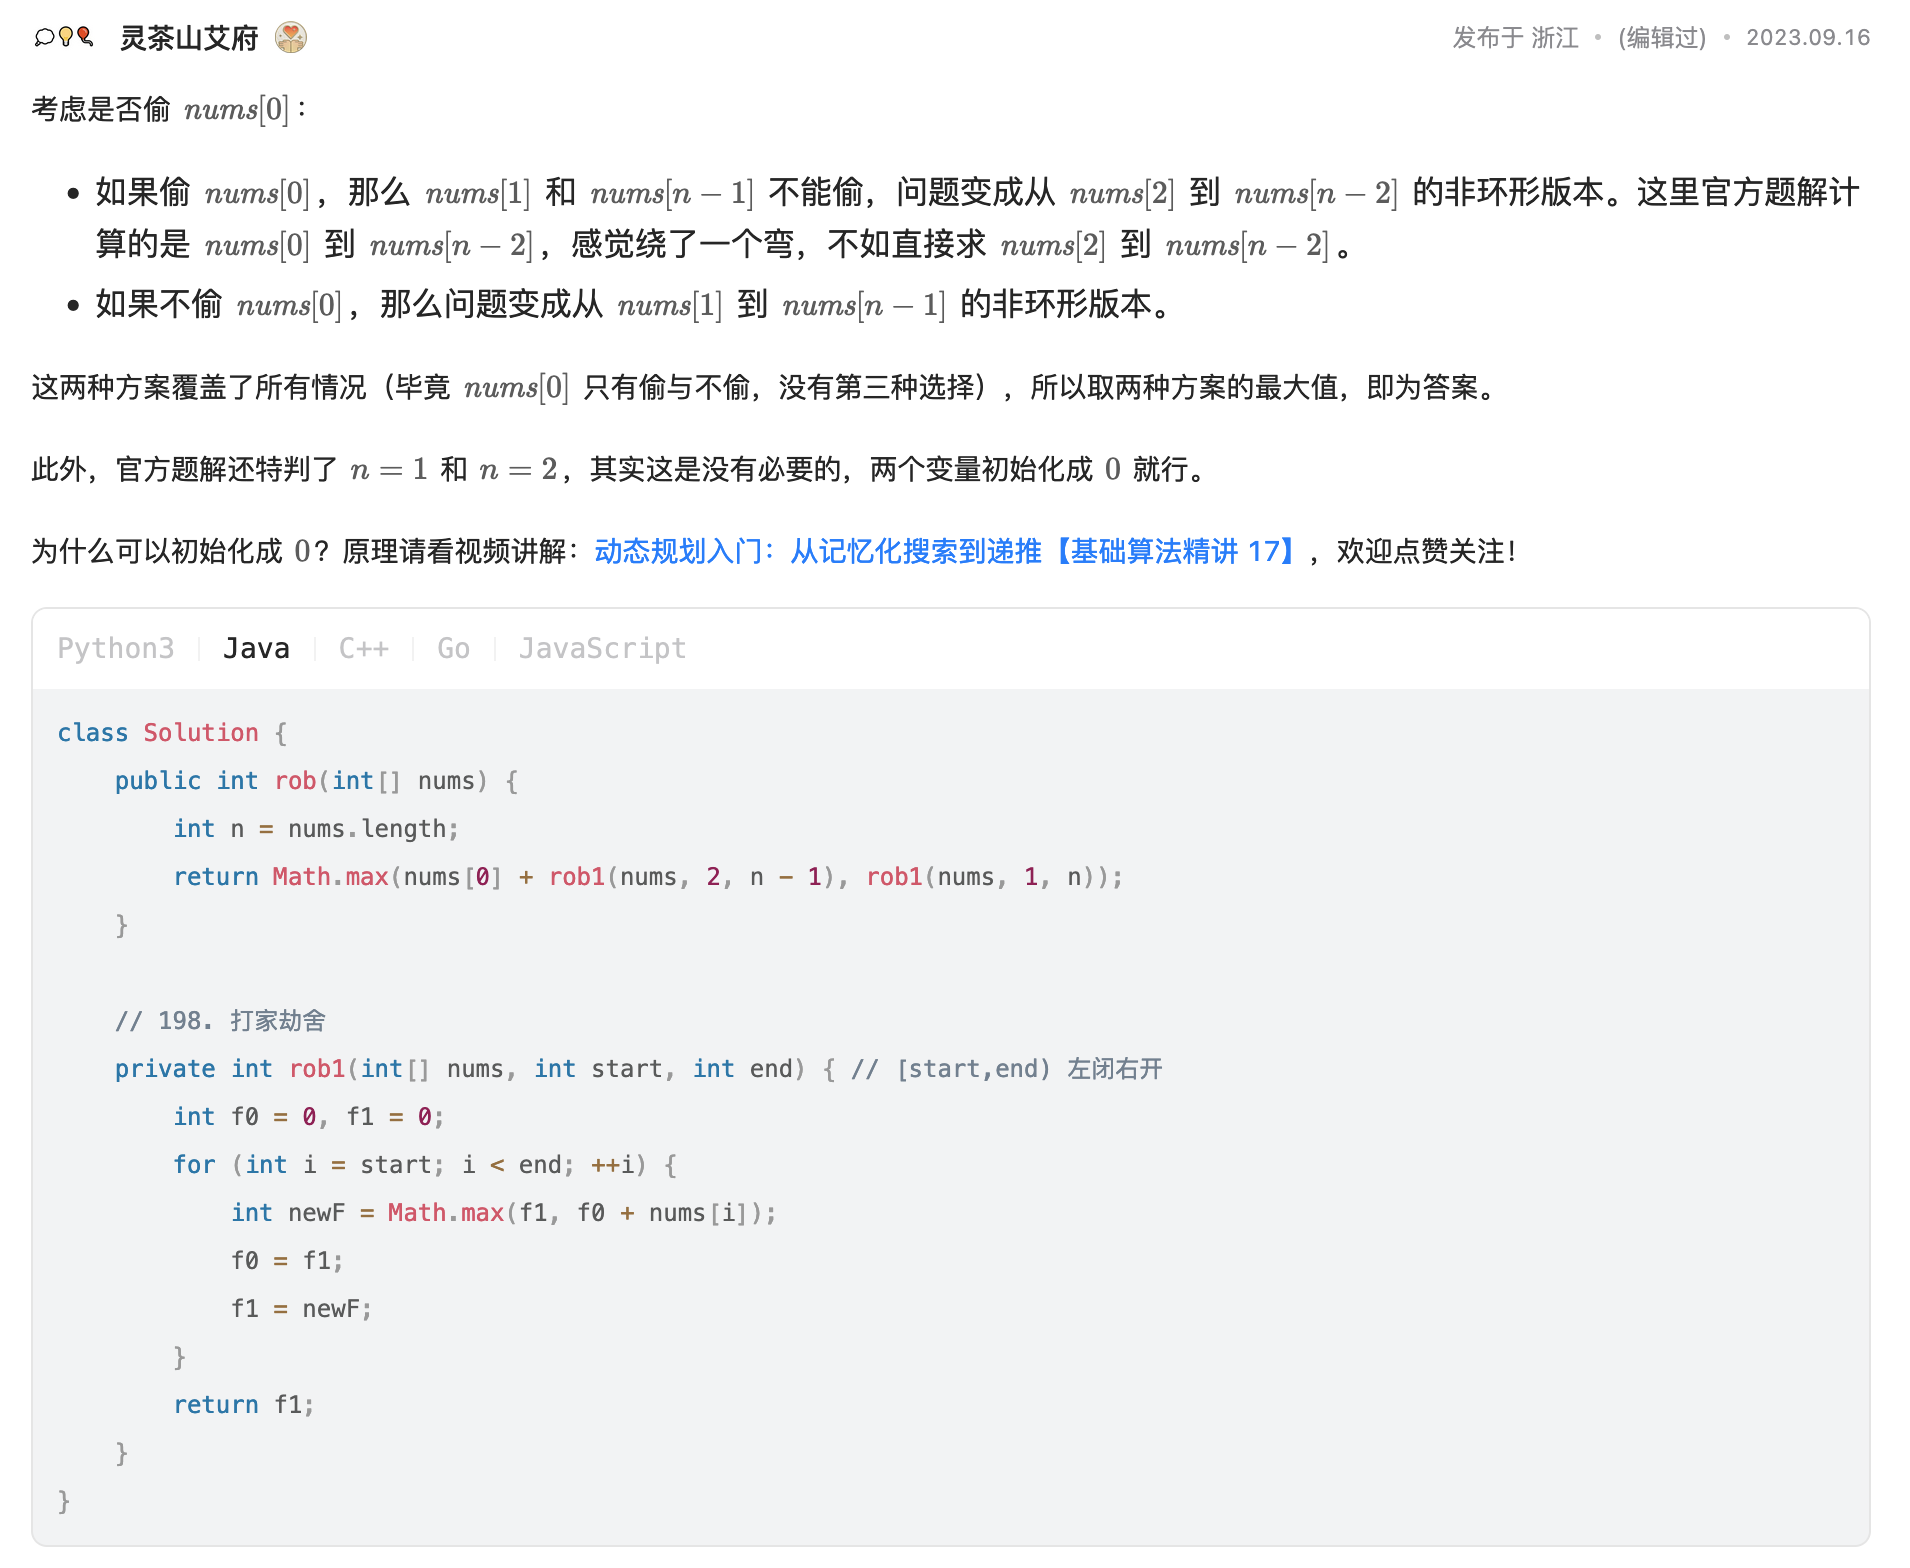 灵茶山艾府
发布于 浙江 • (编辑过) • 2023.09.16
考虑是否偷 nums[0]：
• 如果偷 nums[0]，那么 nums[1] 和 nums[n − 1] 不能偷，问题变成从 nums[2] 到 nums[n − 2] 的非环形版本。这里官方题解计
算的是 nums[0] 到 nums[n − 2]，感觉绕了一个弯，不如直接求 nums[2] 到 nums[n − 2]。
• 如果不偷 nums[0]，那么问题变成从 nums[1] 到 nums[n − 1] 的非环形版本。
这两种方案覆盖了所有情况（毕竟 nums[0] 只有偷与不偷，没有第三种选择），所以取两种方案的最大值，即为答案。
此外，官方题解还特判了 n = 1 和 n = 2，其实这是没有必要的，两个变量初始化成 0 就行。
为什么可以初始化成 0？原理请看视频讲解：动态规划入门：从记忆化搜索到递推【基础算法精讲 17】，欢迎点赞关注！
Python3 | Java | C++ | Go | JavaScript
class Solution {
    public int rob(int[] nums) {
        int n = nums.length;
        return Math.max(nums[0] + rob1(nums, 2, n - 1), rob1(nums, 1, n));
    }
    // 198. 打家劫舍
    private int rob1(int[] nums, int start, int end) { // [start,end) 左闭右开
        int f0 = 0, f1 = 0;
        for (int i = start; i < end; ++i) {
            int newF = Math.max(f1, f0 + nums[i]);
            f0 = f1;
            f1 = newF;
        }
        return f1;
    }
}